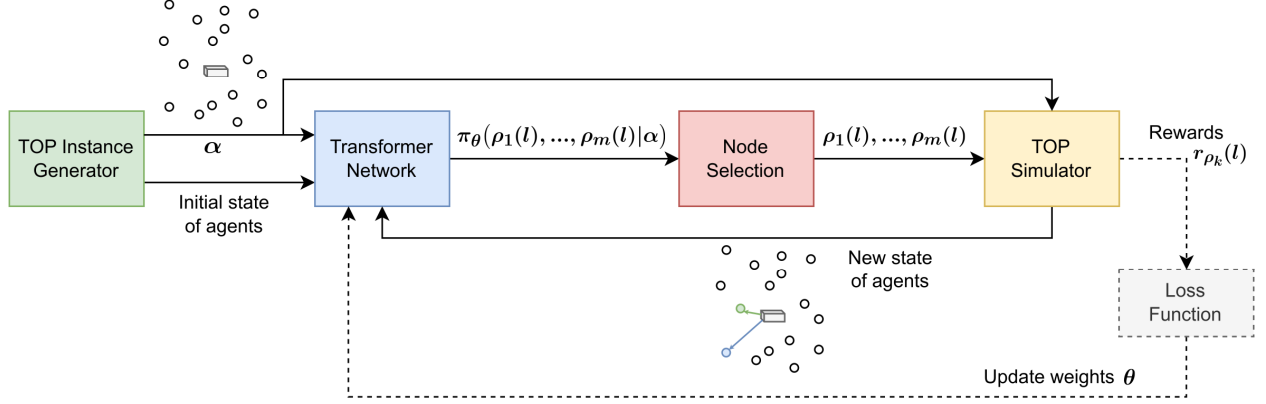 TOP Instance
Generator
α
Initial state
of agents
Transformer
Network
π_θ(ρ_1(l), ..., ρ_m(l)|α)
Node
Selection
ρ_1(l), ..., ρ_m(l)
TOP
Simulator
Rewards
r_{ρ_k}(l)
New state
of agents
Loss
Function
Update weights θ